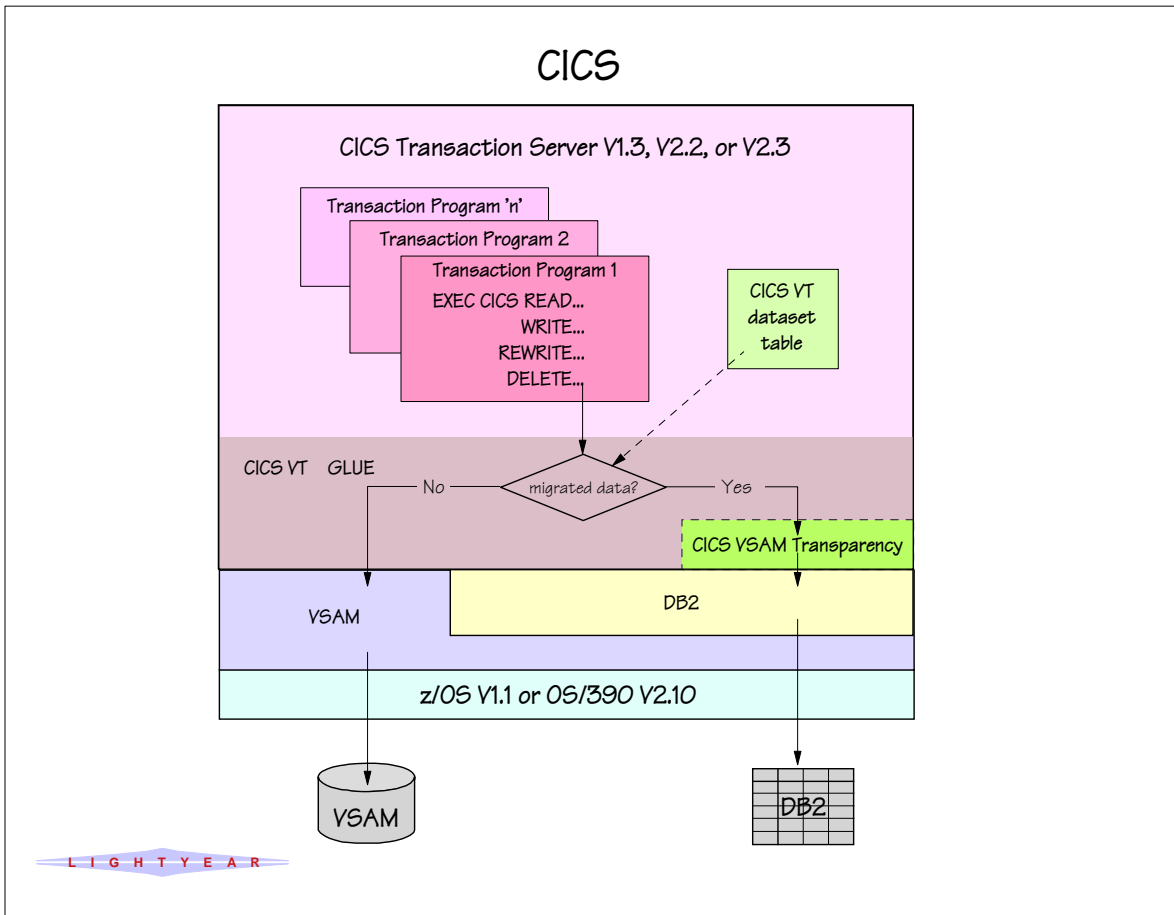 CICS
CICS Transaction Server V1.3, V2.2, or V2.3
Transaction Program 'n'
Transaction Program 2
Transaction Program 1
EXEC CICS READ...
WRITE...
REWRITE...
DELETE...
CICS VT
dataset
table
CICS VT GLUE
No
migrated data?
Yes
CICS VSAM Transparency
VSAM
DB2
z/OS V1.1 or OS/390 V2.10
VSAM
DB2
LIGHTYEAR